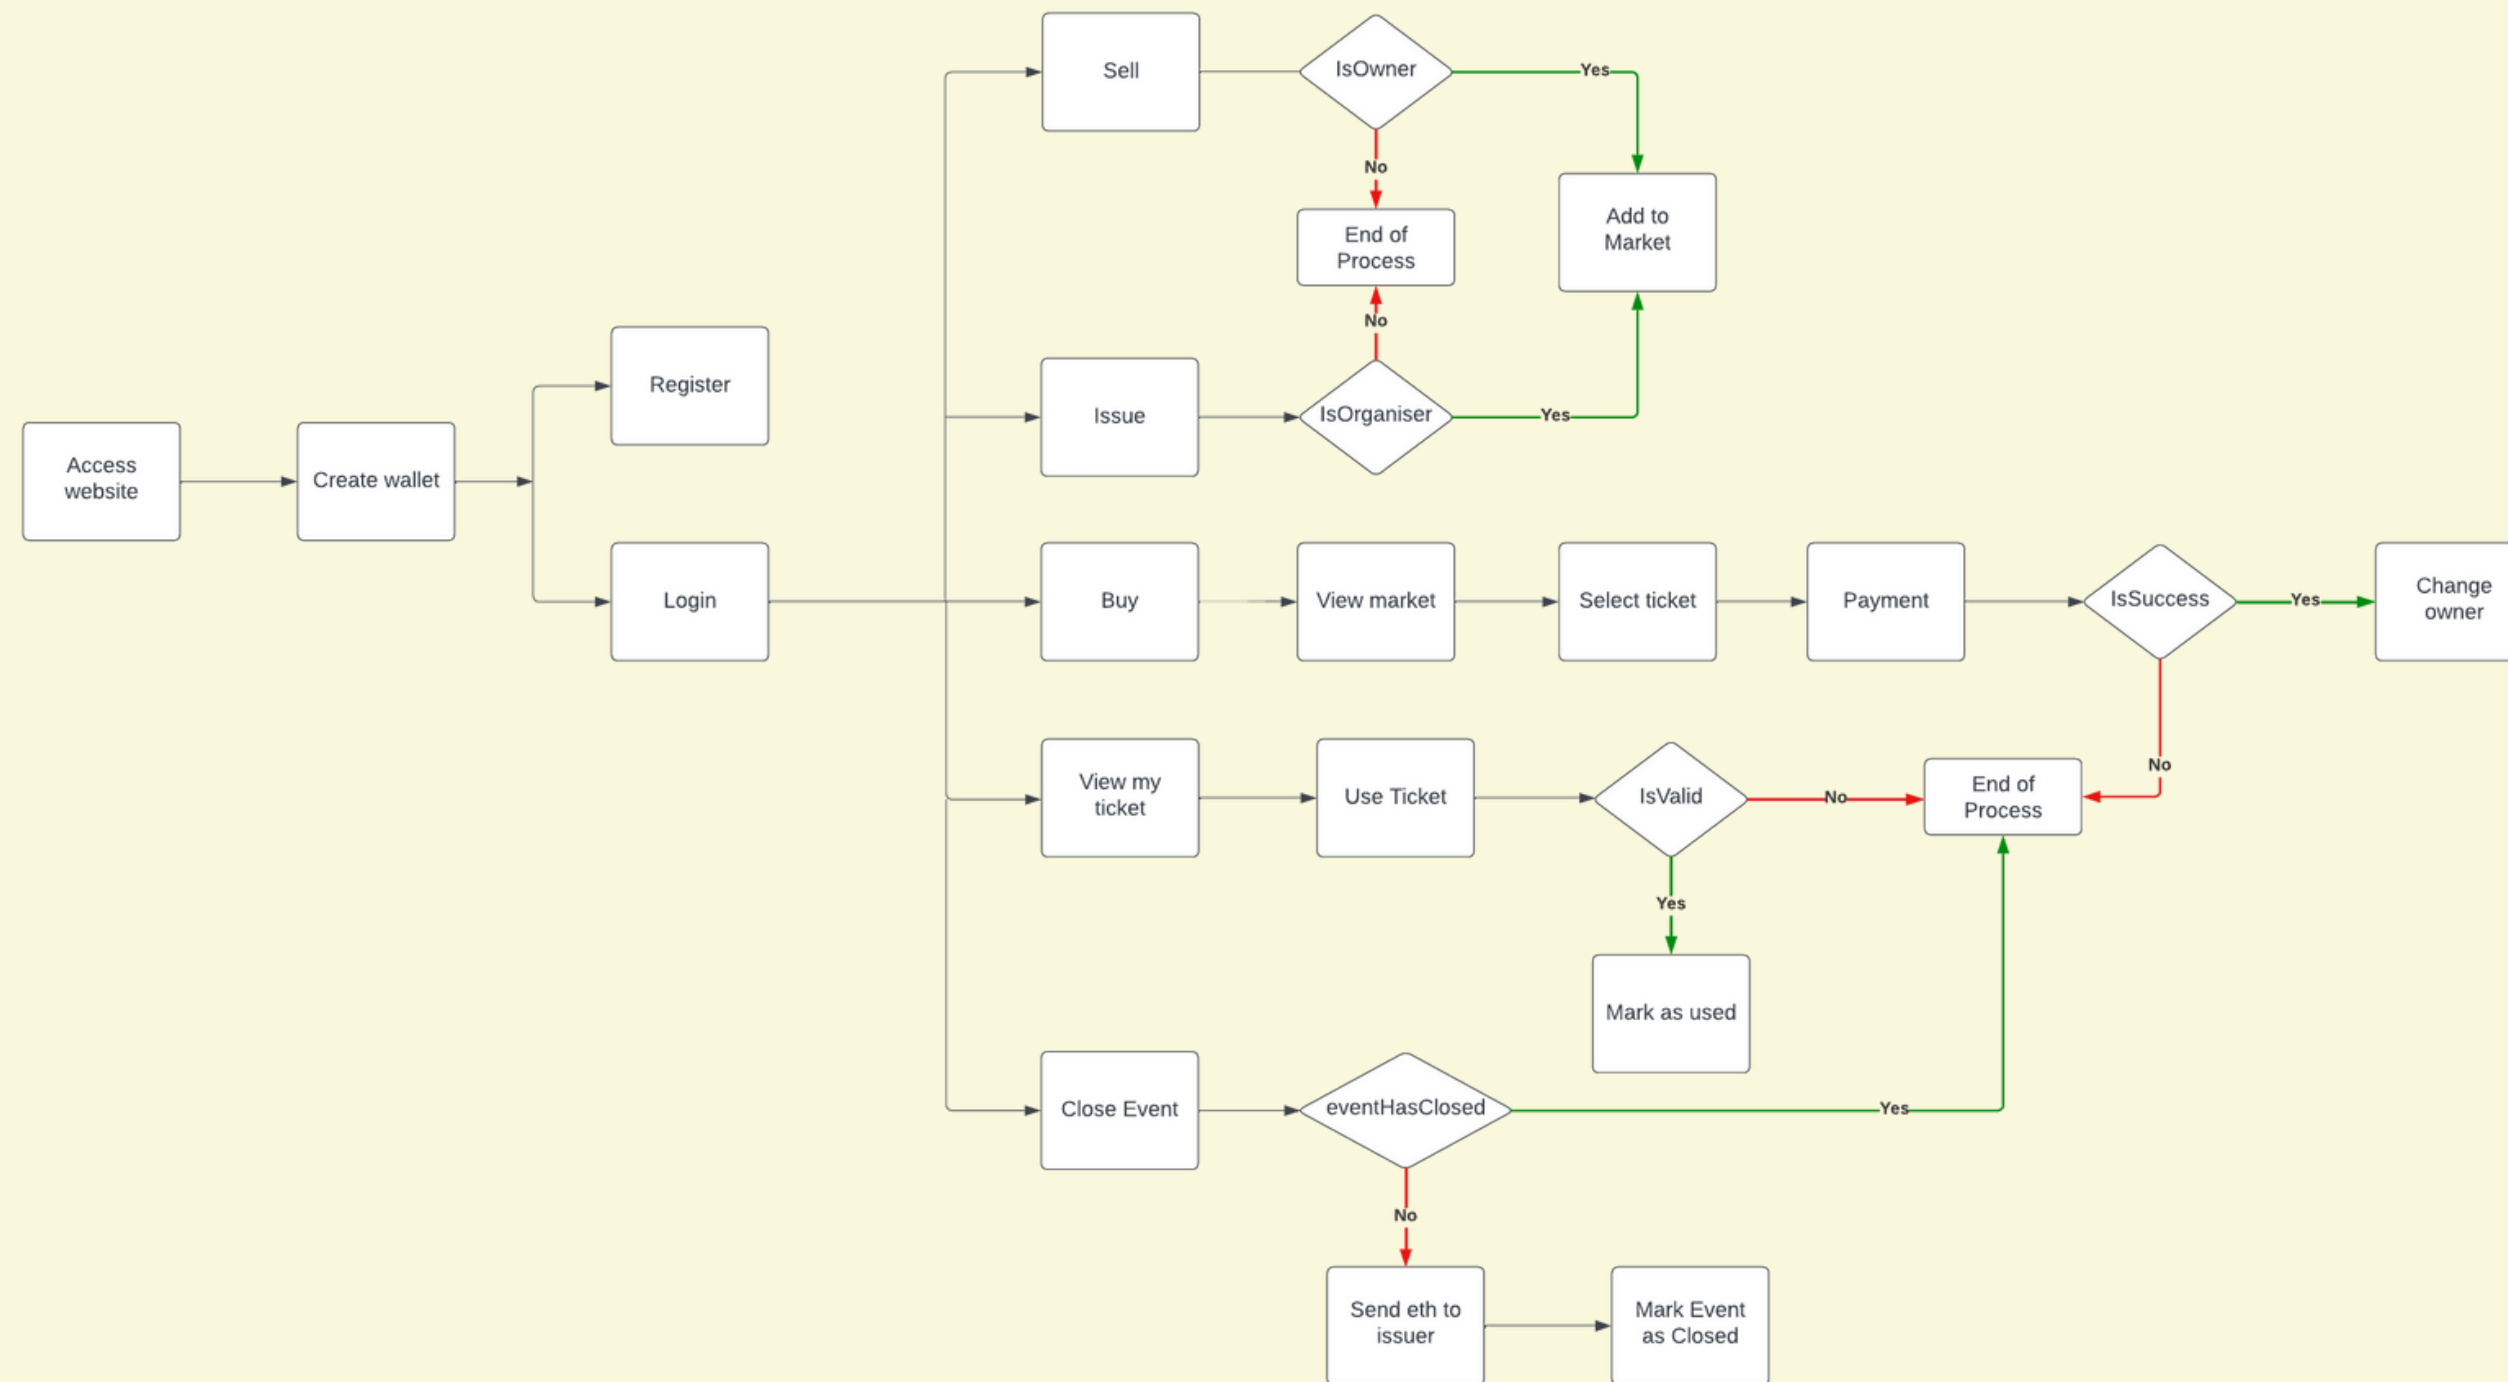 Sell
IsOwner
Yes
No
End of
Process
Add to
Market
No
Register
Issue
IsOrganiser
Yes
Access
website
Create wallet
Login
Buy
View market
Select ticket
Payment
IsSuccess
Yes
Change
owner
No
View my
ticket
Use Ticket
IsValid
No
End of
Process
Yes
Mark as used
Close Event
eventHasClosed
Yes
No
Send eth to
issuer
Mark Event
as Closed